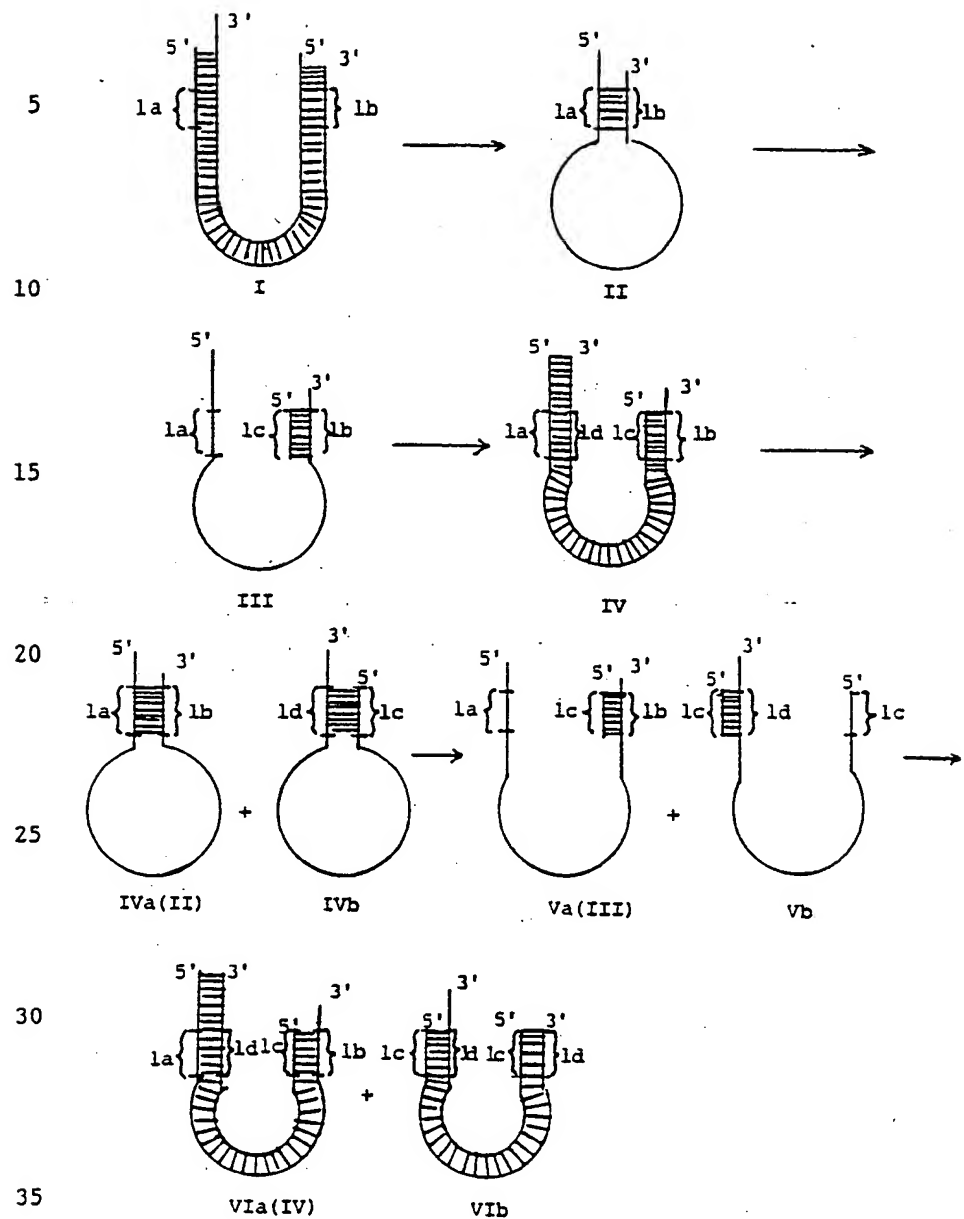 3'
5' 5' 3'
5 1a 1b
I
5'
3'
1a 1b
II
10
5'
3'
5'
1a 1c 1b
III
5' 3'
3'
5'
1a 1d 1c 1b
IV
15
20
5' 3'
1a 1b
IVa(II)
+
3' 5'
1d 1c
IVb
5' 3'
5'
1a ic 1b
Va(III)
+
3'
5' 5'
1c 1d 1c
Vb
25
30
5' 3'
3'
5'
1a 1d 1c 1b
VIa(IV)
+
3'
5' 5' 3'
1c 1d 1c 1d
VIb
35